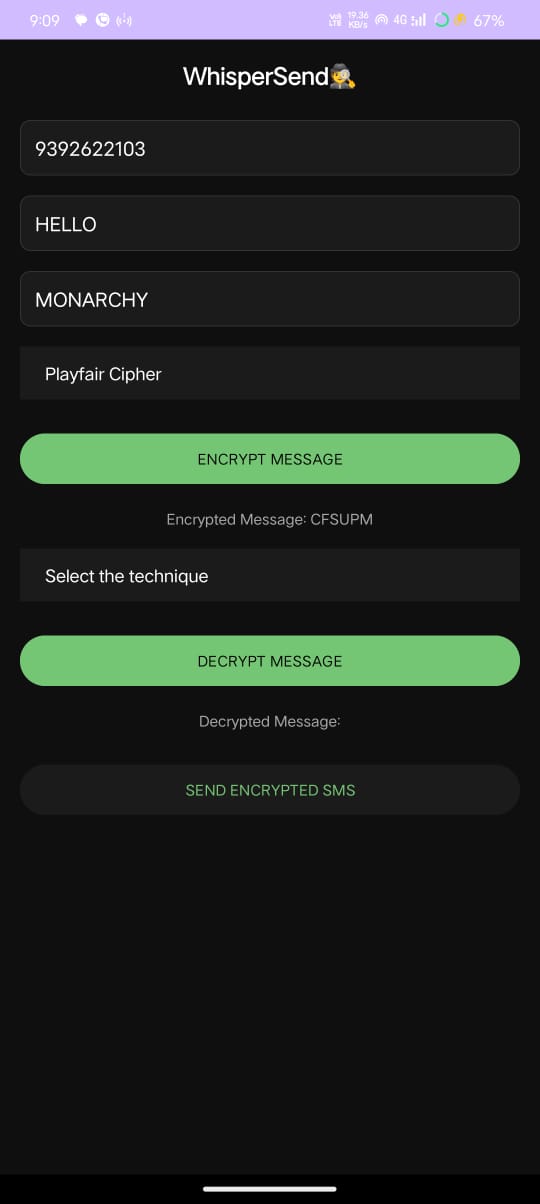 9:09 Vo) LTE 19.36 KB/s 4G 67%
WhisperSend
9392622103
HELLO
MONARCHY
Playfair Cipher
ENCRYPT MESSAGE
Encrypted Message: CFSUPM
Select the technique
DECRYPT MESSAGE
Decrypted Message:
SEND ENCRYPTED SMS